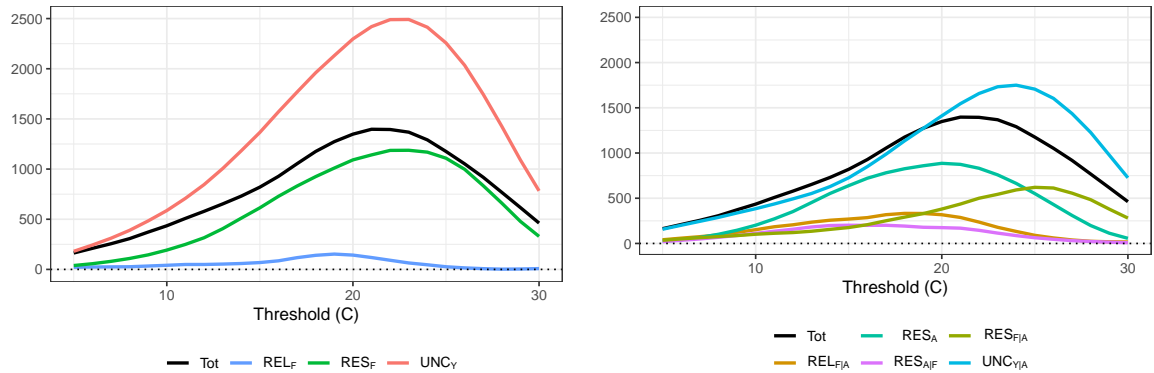 2500
2000
1500
1000
500
0
10 20 30
Threshold (C)
Tot REL_F RES_F UNC_Y
2500
2000
1500
1000
500
0
10 20 30
Threshold (C)
Tot RES_A RES_F|A
REL_F|A RES_A|F UNC_Y|A